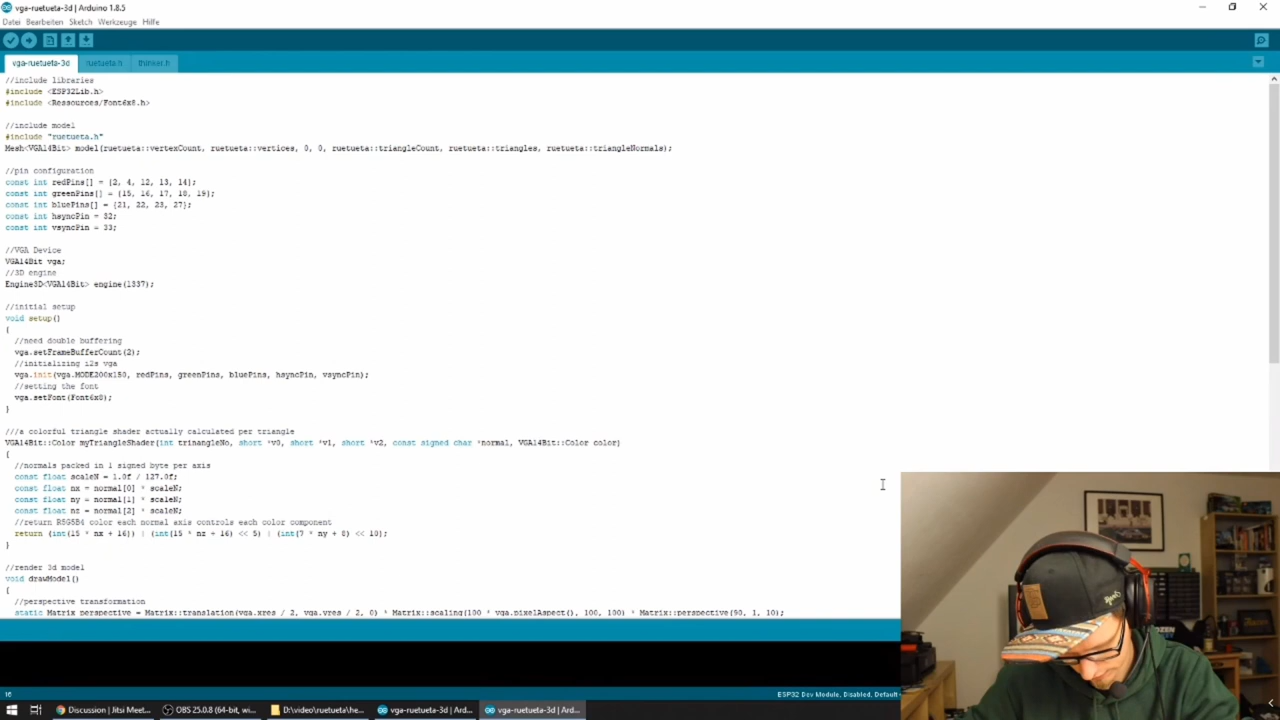 vga-ruetueta-3d | Arduino 1.8.5
Datei Bearbeiten Sketch Werkzeuge Hilfe
vga-ruetueta-3d ruetueta.h thinker.h
//include libraries
#include <ESP32Lib.h>
#include <Ressources/Font6x8.h>
//include model
#include "ruetueta.h"
Mesh<VGA14Bit> model(ruetueta::vertexCount, ruetueta::vertices, 0, 0, ruetueta::triangleCount, ruetueta::triangles, ruetueta::triangleNormals);
//pin configuration
const int redPins[] = {2, 4, 12, 13, 14};
const int greenPins[] = {15, 16, 17, 18, 19};
const int bluePins[] = {21, 22, 23, 27};
const int hsyncPin = 32;
const int vsyncPin = 33;
//VGA Device
VGA14Bit vga;
//3D engine
Engine3D<VGA14Bit> engine(1337);
//initial setup
void setup()
{
//need double buffering
vga.setFrameBufferCount(2);
//initializing i2s vga
vga.init(vga.MODE200x150, redPins, greenPins, bluePins, hsyncPin, vsyncPin);
//setting the font
vga.setFont(Font6x8);
}
///a colorful triangle shader actually calculated per triangle
VGA14Bit::Color myTriangleShader(int trinangleNo, short *v0, short *v1, short *v2, const signed char *normal, VGA14Bit::Color color)
{
//normals packed in 1 signed byte per axis
const float scaleN = 1.0f / 127.0f;
const float nx = normal[0] * scaleN;
const float ny = normal[1] * scaleN;
const float nz = normal[2] * scaleN;
//return R5G5B4 color each normal axis controls each color component
return (int(15 * nx + 16)) | (int(15 * nz + 16) << 5) | (int(7 * ny + 8) << 10);
}
//render 3d model
void drawModel()
{
//perspective transformation
static Matrix perspective = Matrix::translation(vga.xres / 2, vga.yres / 2, 0) * Matrix::scaling(100 * vga.pixelAspect(), 100, 100) * Matrix::perspective(90, 1, 10);
16 ESP32 Dev Module, Disabled, Default
Discussion | Jitsi Meet... OBS 25.0.8 (64-bit, wi... D:\video\ruetueta\he... vga-ruetueta-3d | Ard... vga-ruetueta-3d | Ard...